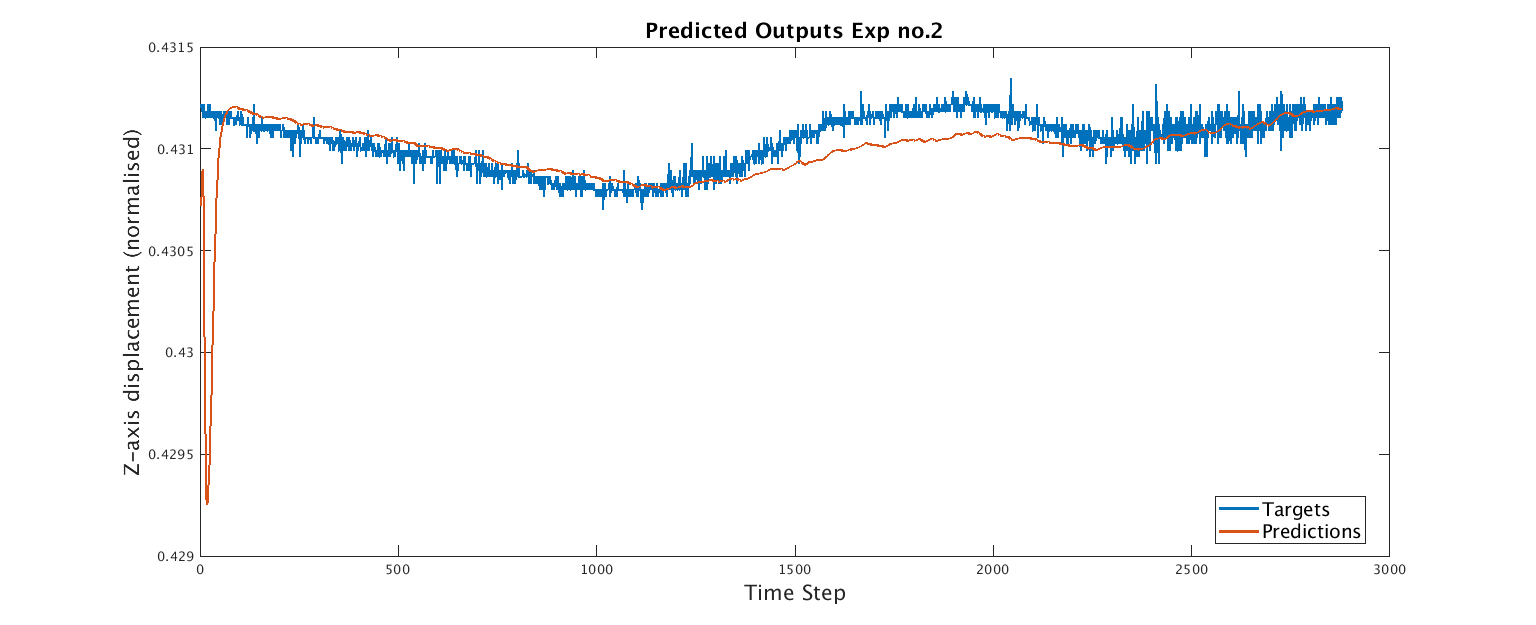 Predicted Outputs Exp no.2
Z-axis displacement (normalised)
0.4315
0.431
0.4305
0.43
0.4295
0.429
0 500 1000 1500 2000 2500 3000
Time Step
Targets
Predictions